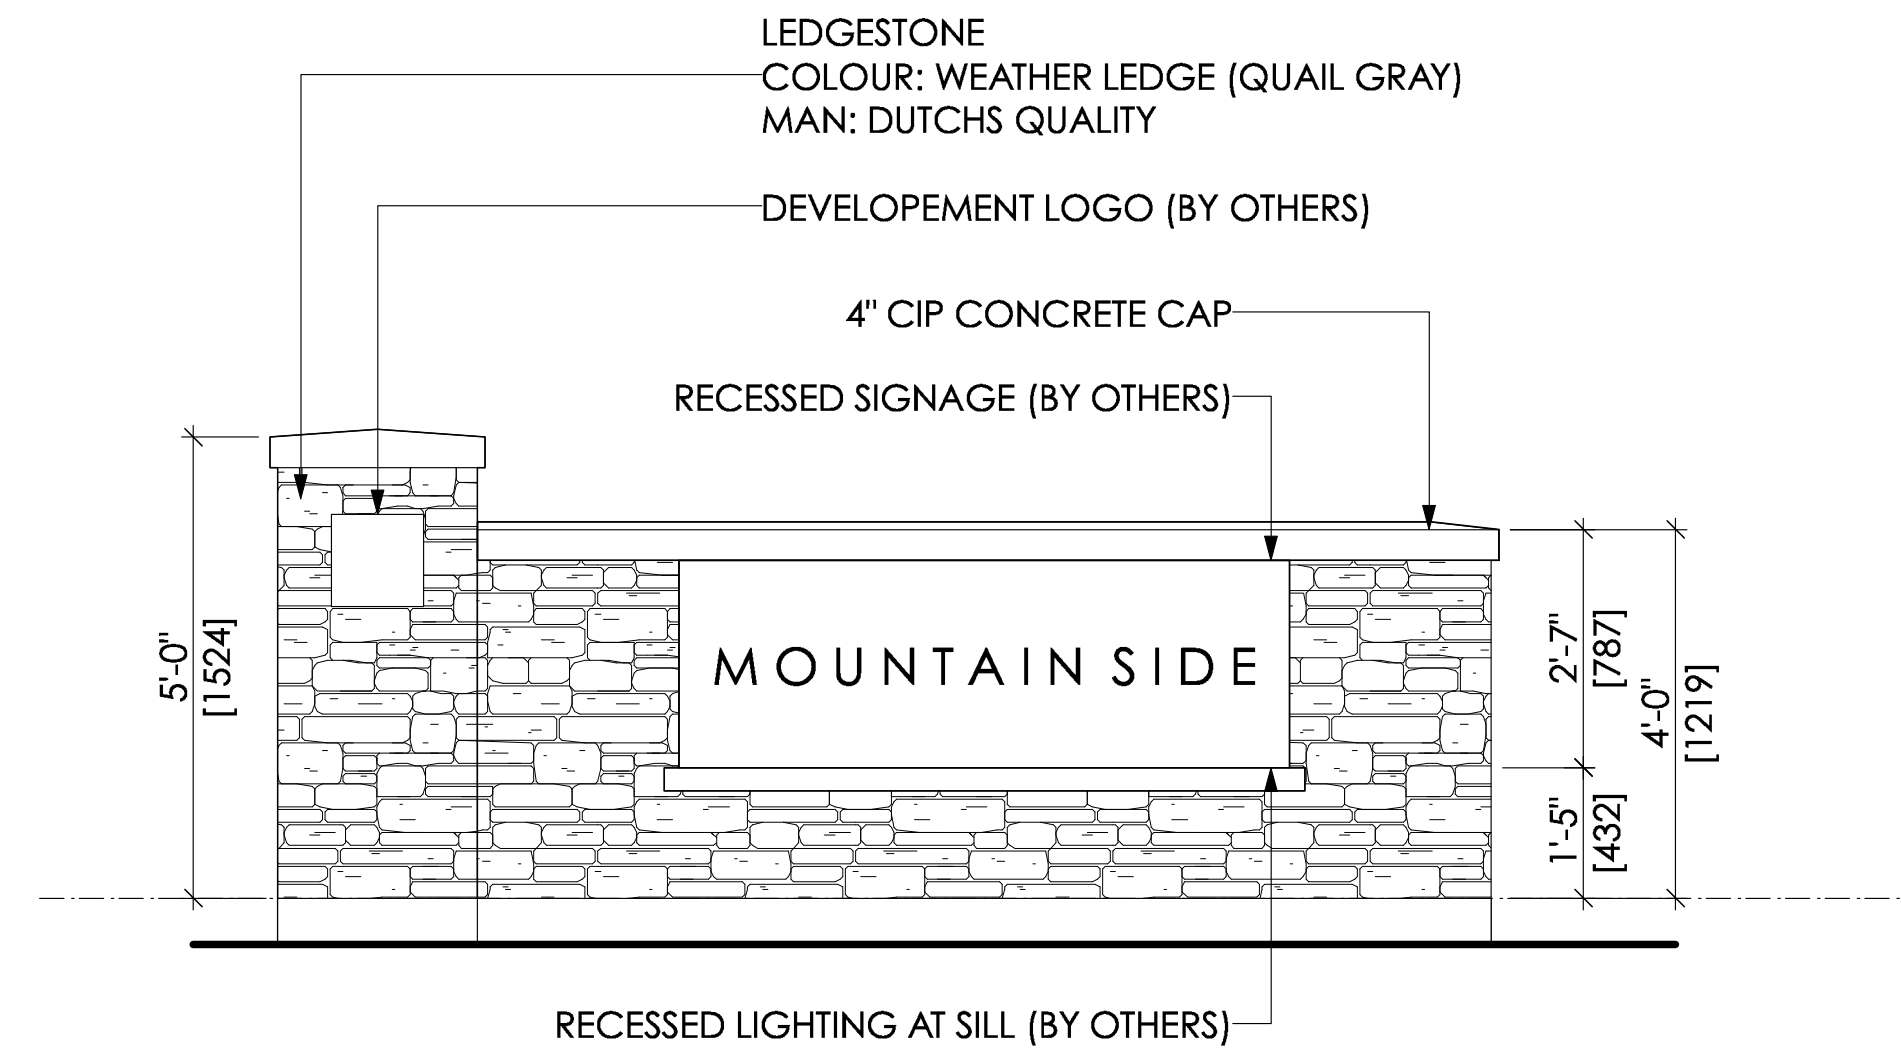 LEDGESTONE
COLOUR: WEATHER LEDGE (QUAIL GRAY)
MAN: DUTCHS QUALITY
DEVELOPEMENT LOGO (BY OTHERS)
4" CIP CONCRETE CAP
RECESSED SIGNAGE (BY OTHERS)
5'-0"
[1524]
MOUNTAIN SIDE
2'-7"
[787]
4'-0"
[1219]
1'-5"
[432]
RECESSED LIGHTING AT SILL (BY OTHERS)